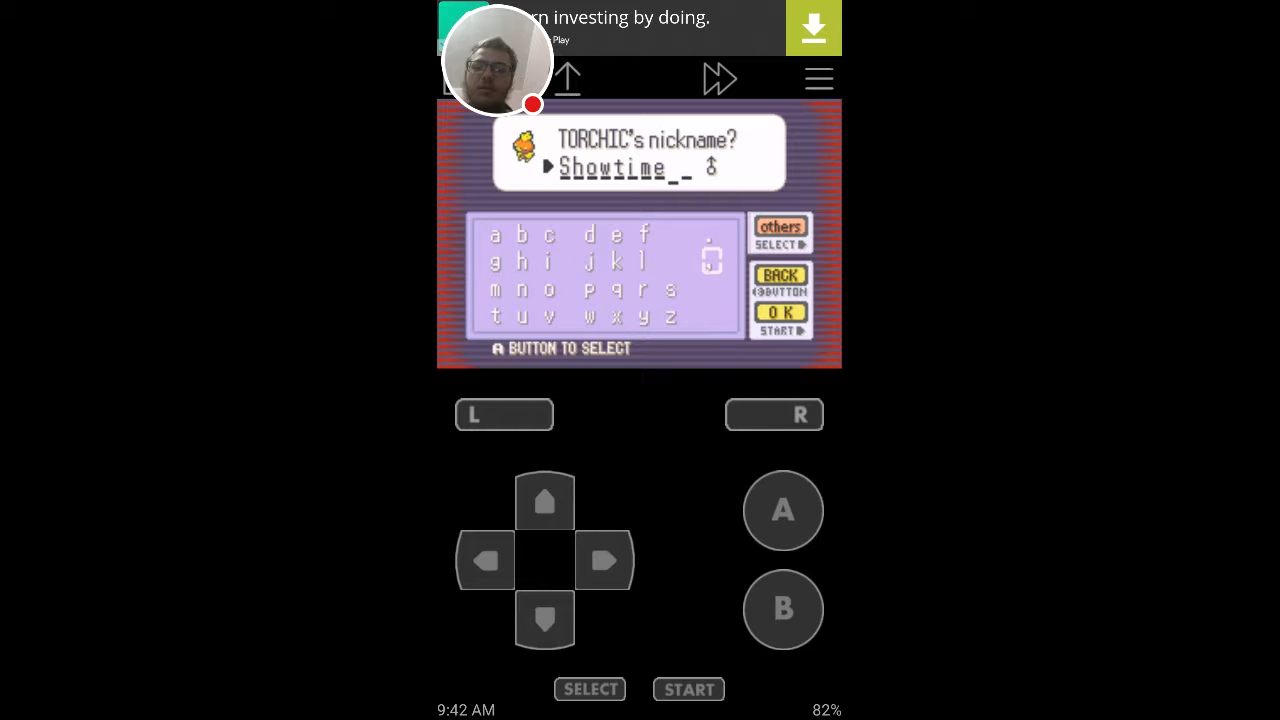 rn investing by doing.
Play
TORCHIC's nickname?
Showtime_ _ ♂
a b c d e f .
g h i j k l ,
m n o p q r s
t u v w x y z
others
SELECT
BACK
BUTTON
OK
START
A BUTTON TO SELECT
L
R
A
B
SELECT
START
9:42 AM
82%